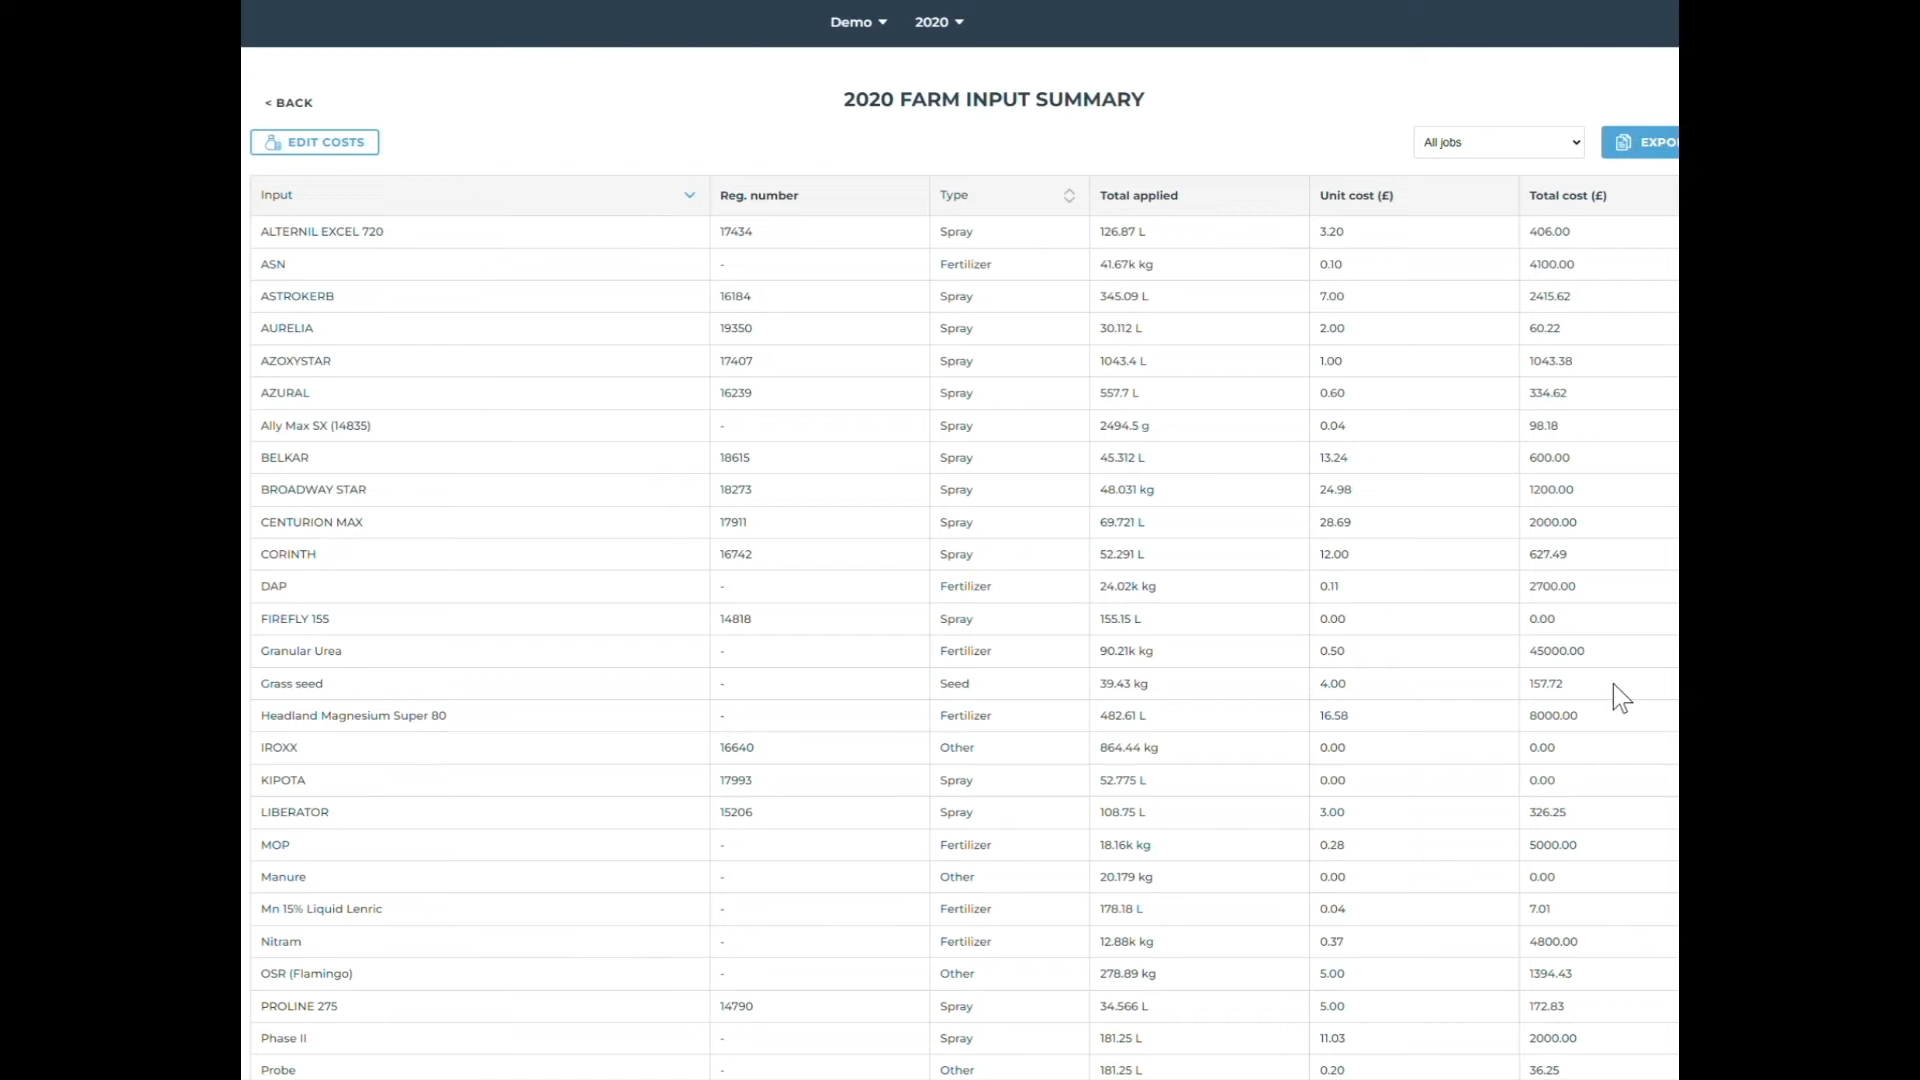 Demo 2020
< BACK
2020 FARM INPUT SUMMARY
EDIT COSTS
All jobs
EXPO
Input Reg. number Type Total applied Unit cost (£) Total cost (£)
ALTERNIL EXCEL 720 17434 Spray 126.87 L 3.20 406.00
ASN - Fertilizer 41.67k kg 0.10 4100.00
ASTROKERB 16184 Spray 345.09 L 7.00 2415.62
AURELIA 19350 Spray 30.112 L 2.00 60.22
AZOXYSTAR 17407 Spray 1043.4 L 1.00 1043.38
AZURAL 16239 Spray 557.7 L 0.60 334.62
Ally Max SX (14835) - Spray 2494.5 g 0.04 98.18
BELKAR 18615 Spray 45.312 L 13.24 600.00
BROADWAY STAR 18273 Spray 48.031 kg 24.98 1200.00
CENTURION MAX 17911 Spray 69.721 L 28.69 2000.00
CORINTH 16742 Spray 52.291 L 12.00 627.49
DAP - Fertilizer 24.02k kg 0.11 2700.00
FIREFLY 155 14818 Spray 155.15 L 0.00 0.00
Granular Urea - Fertilizer 90.21k kg 0.50 45000.00
Grass seed - Seed 39.43 kg 4.00 157.72
Headland Magnesium Super 80 - Fertilizer 482.61 L 16.58 8000.00
IROXX 16640 Other 864.44 kg 0.00 0.00
KIPOTA 17993 Spray 52.775 L 0.00 0.00
LIBERATOR 15206 Spray 108.75 L 3.00 326.25
MOP - Fertilizer 18.16k kg 0.28 5000.00
Manure - Other 20.179 kg 0.00 0.00
Mn 15% Liquid Lenric - Fertilizer 178.18 L 0.04 7.01
Nitram - Fertilizer 12.88k kg 0.37 4800.00
OSR (Flamingo) - Other 278.89 kg 5.00 1394.43
PROLINE 275 14790 Spray 34.566 L 5.00 172.83
Phase II - Spray 181.25 L 11.03 2000.00
Probe - Other 181.25 L 0.20 36.25